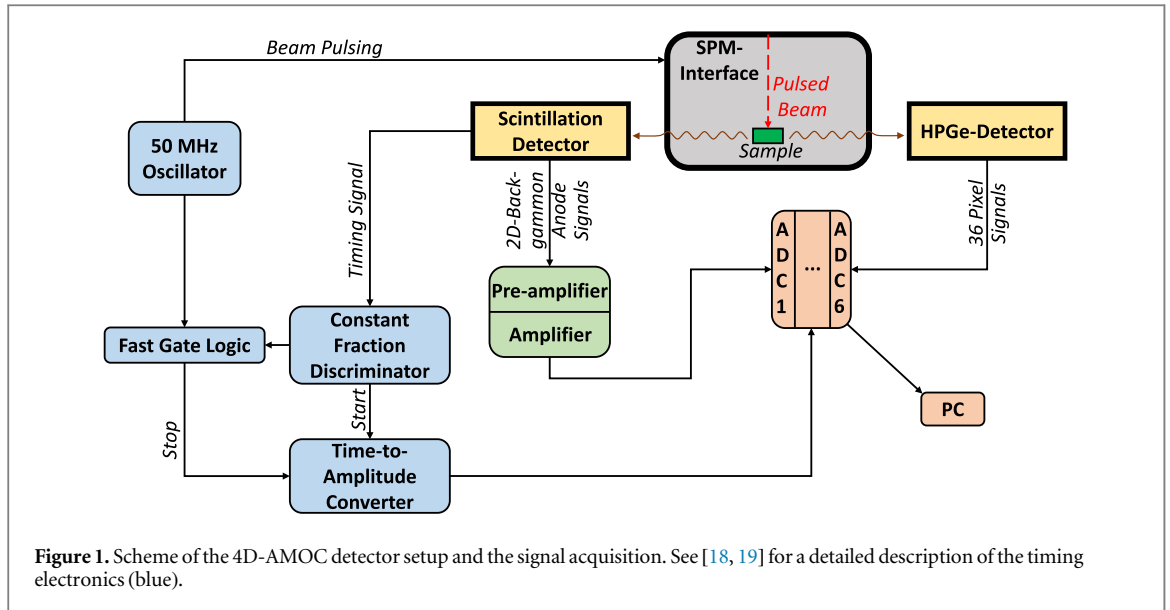 Beam Pulsing
SPM-
Interface
Pulsed
Beam
Sample
Scintillation
Detector
HPGe-Detector
50 MHz
Oscillator
Timing Signal
2D-Back-
gammon
Anode
Signals
36 Pixel
Signals
A
D
C
1
...
A
D
C
6
Pre-amplifier
Amplifier
Constant
Fraction
Discriminator
Fast Gate Logic
Start
Stop
Time-to-
Amplitude
Converter
PC
Figure 1. Scheme of the 4D-AMOC detector setup and the signal acquisition. See [18, 19] for a detailed description of the timing
electronics (blue).